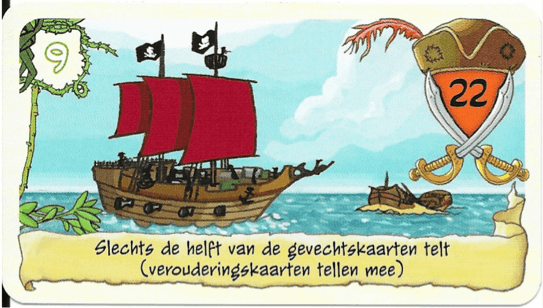 9
22
Slechts de helft van de gevechtskaarten telt
(verouderingskaarten tellen mee)